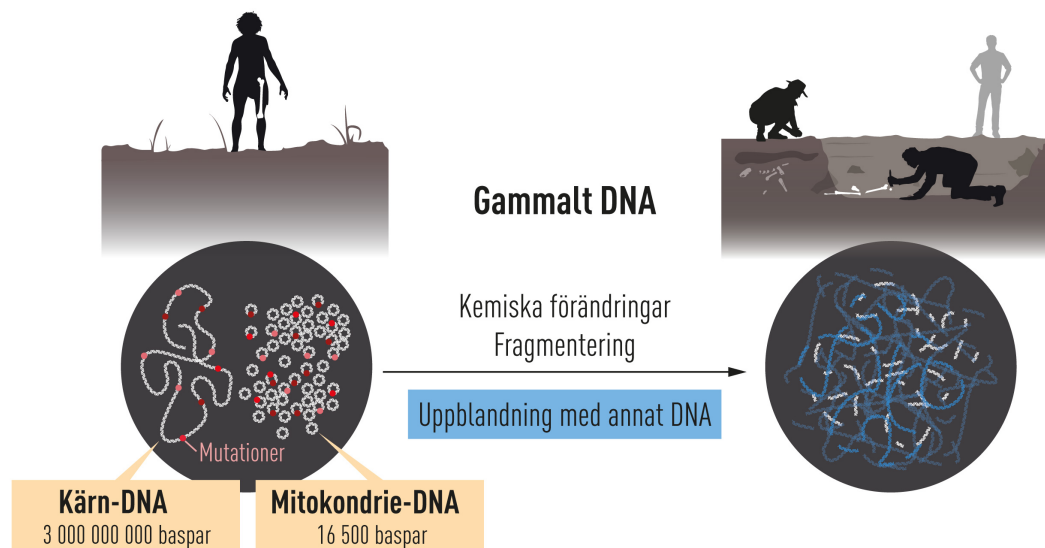 Gammalt DNA
Kemiska förändringar
Fragmentering
Uppblandning med annat DNA
Mutationer
Kärn-DNA
3 000 000 000 baspar
Mitokondrie-DNA
16 500 baspar